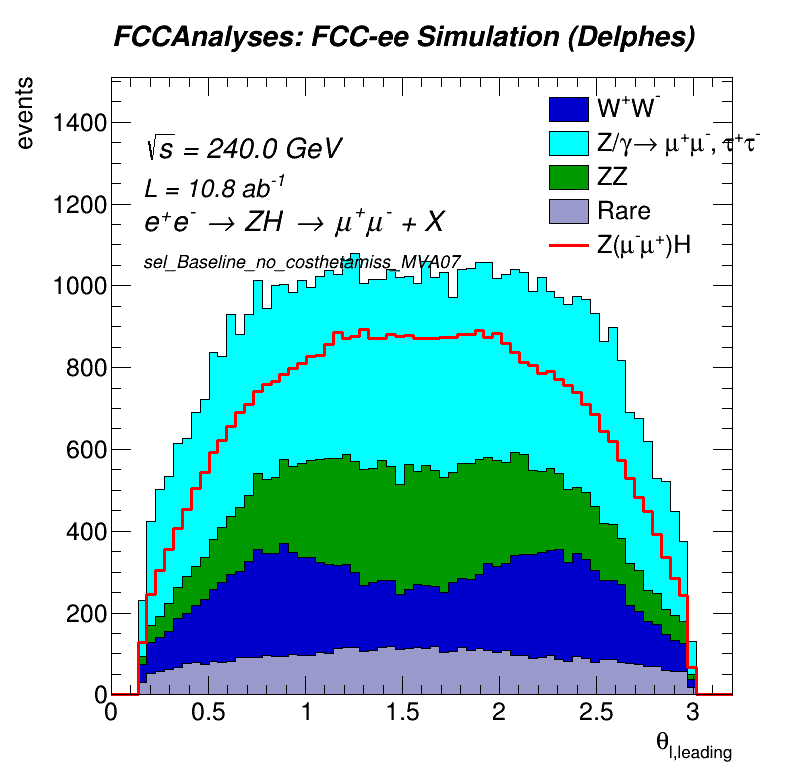 FCCAnalyses: FCC-ee Simulation (Delphes)
events
1400
1200
1000
800
600
400
200
0
√s = 240.0 GeV
L = 10.8 ab⁻¹
e⁺e⁻ → ZH → μ⁺μ⁻ + X
sel_Baseline_no_costhetamiss_MVA07
W⁺W⁻
Z/γ→ μ⁺μ⁻, τ⁺τ⁻
ZZ
Rare
Z(μ⁻μ⁺)H
0 0.5 1 1.5 2 2.5 3
θ_l,leading